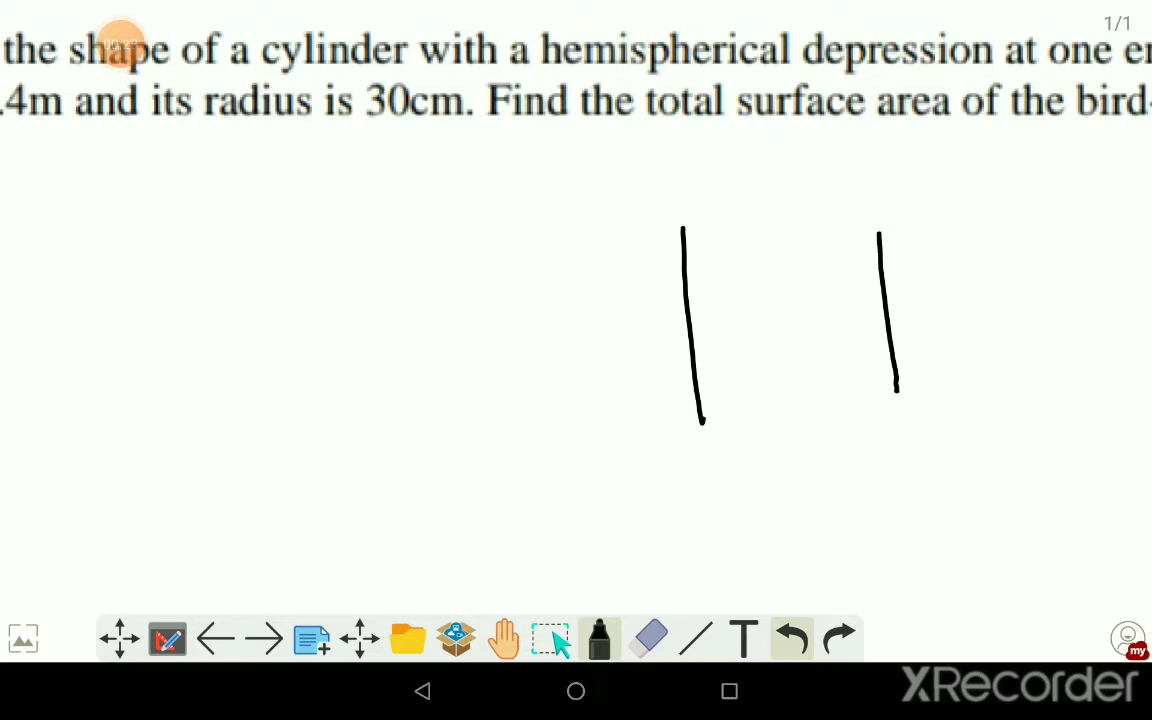 1/1
the shape of a cylinder with a hemispherical depression at one
.4m and its radius is 30cm. Find the total surface area of the bird-
T
my
XRecorder